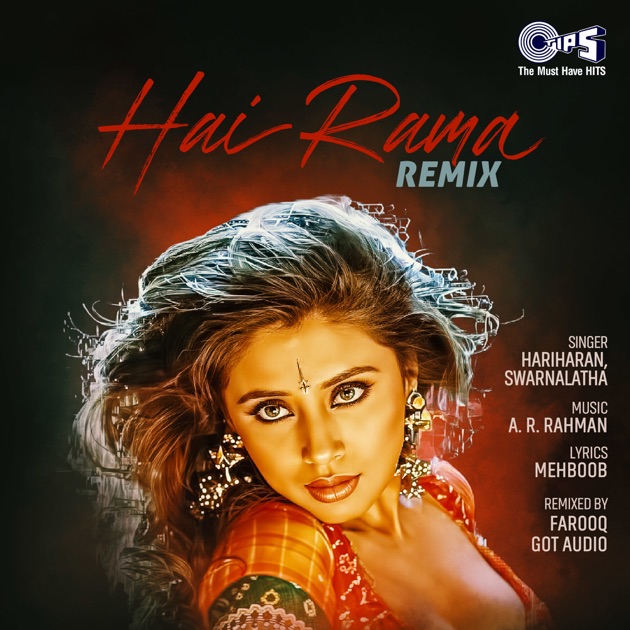 TIPS
The Must Have HITS
Hai Rama
REMIX
SINGER
HARIHARAN,
SWARNALATHA
MUSIC
A. R. RAHMAN
LYRICS
MEHBOOB
REMIXED BY
FAROOQ
GOT AUDIO